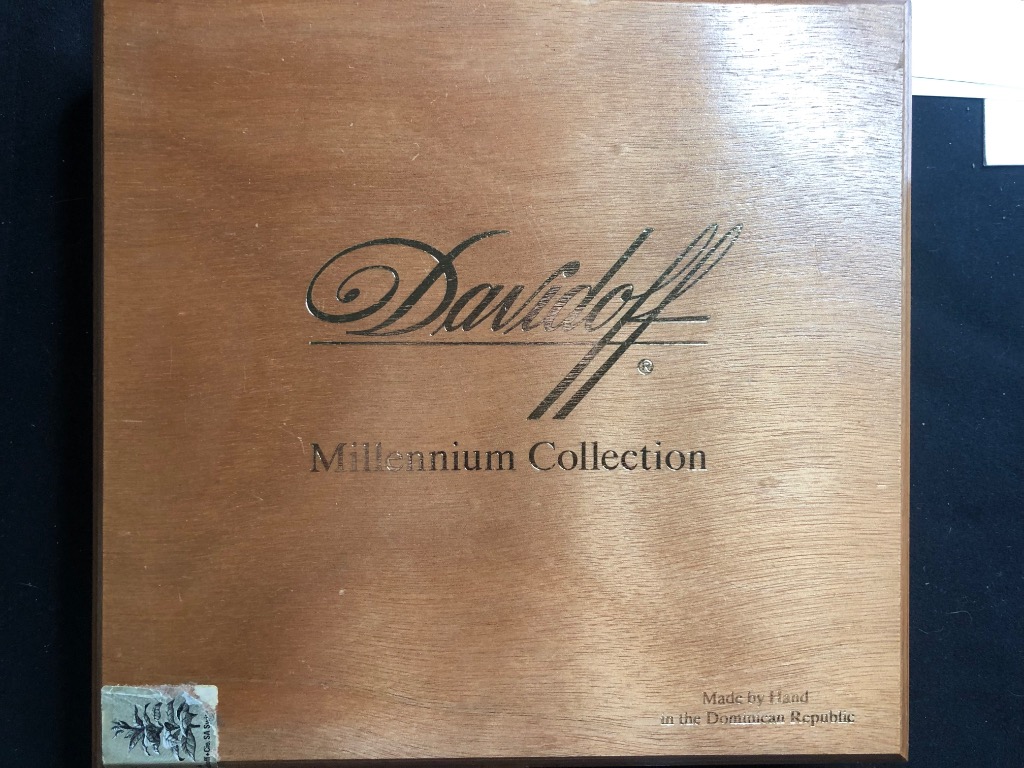 Davidoff
®
Millennium Collection
Made by Hand
in the Dominican Republic